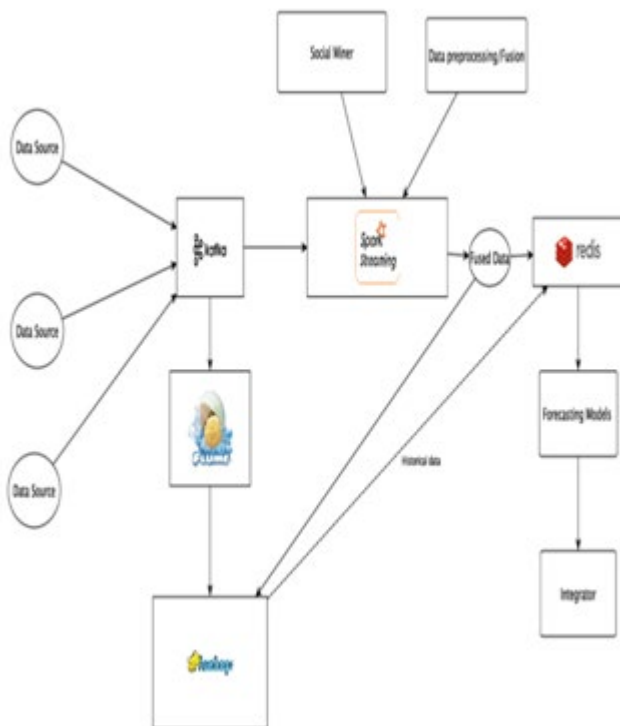 Social Miner
Data preprocessing/Fusion
Data Source
kafka
Spark
Streaming
Fused Data
redis
Data Source
Forecasting Models
Historical data
Data Source
Integrator